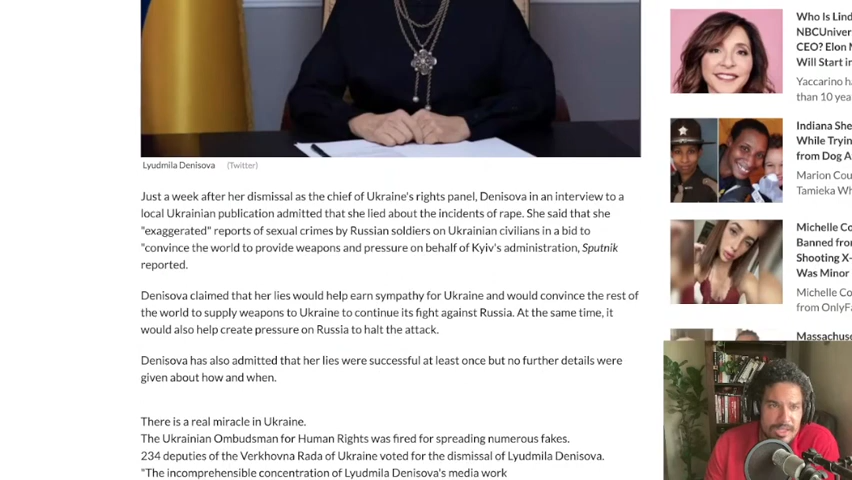 Lyudmila Denisova (Twitter)
Just a week after her dismissal as the chief of Ukraine's rights panel, Denisova in an interview to a
local Ukrainian publication admitted that she lied about the incidents of rape. She said that she
"exaggerated" reports of sexual crimes by Russian soldiers on Ukrainian civilians in a bid to
"convince the world to provide weapons and pressure on behalf of Kyiv's administration, Sputnik
reported.
Denisova claimed that her lies would help earn sympathy for Ukraine and would convince the rest of
the world to supply weapons to Ukraine to continue its fight against Russia. At the same time, it
would also help create pressure on Russia to halt the attack.
Denisova has also admitted that her lies were successful at least once but no further details were
given about how and when.
There is a real miracle in Ukraine.
The Ukrainian Ombudsman for Human Rights was fired for spreading numerous fakes.
234 deputies of the Verkhovna Rada of Ukraine voted for the dismissal of Lyudmila Denisova.
"The incomprehensible concentration of Lyudmila Denisova's media work
Who Is Lind
NBCUniver
CEO? Elon M
Will Start in
Yaccarino ha
than 10 yea
Indiana She
While Trying
from Dog A
Marion Cou
Tamieka Wh
Michelle Co
Banned from
Shooting X-
Was Minor
Michelle Co
from OnlyFa
Massachuse